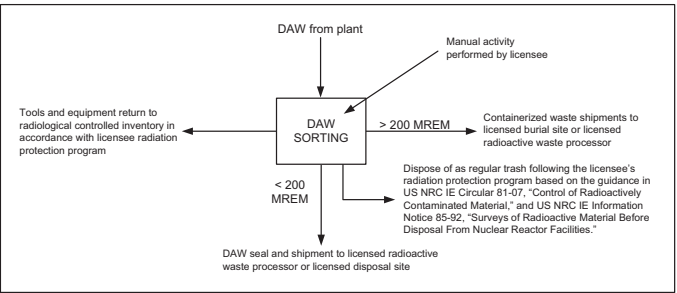 DAW from plant
Manual activity
performed by licensee
Tools and equipment return to
radiological controlled inventory in
accordance with licensee radiation
protection program
DAW
SORTING
> 200 MREM
Containerized waste shipments to
licensed burial site or licensed
radioactive waste processor
< 200
MREM
Dispose of as regular trash following the licensee's
radiation protection program based on the guidance in
US NRC IE Circular 81-07, “Control of Radioactively
Contaminated Material,” and US NRC IE Information
Notice 85-92, “Surveys of Radioactive Material Before
Disposal From Nuclear Reactor Facilities.”
DAW seal and shipment to licensed radioactive
waste processor or licensed disposal site